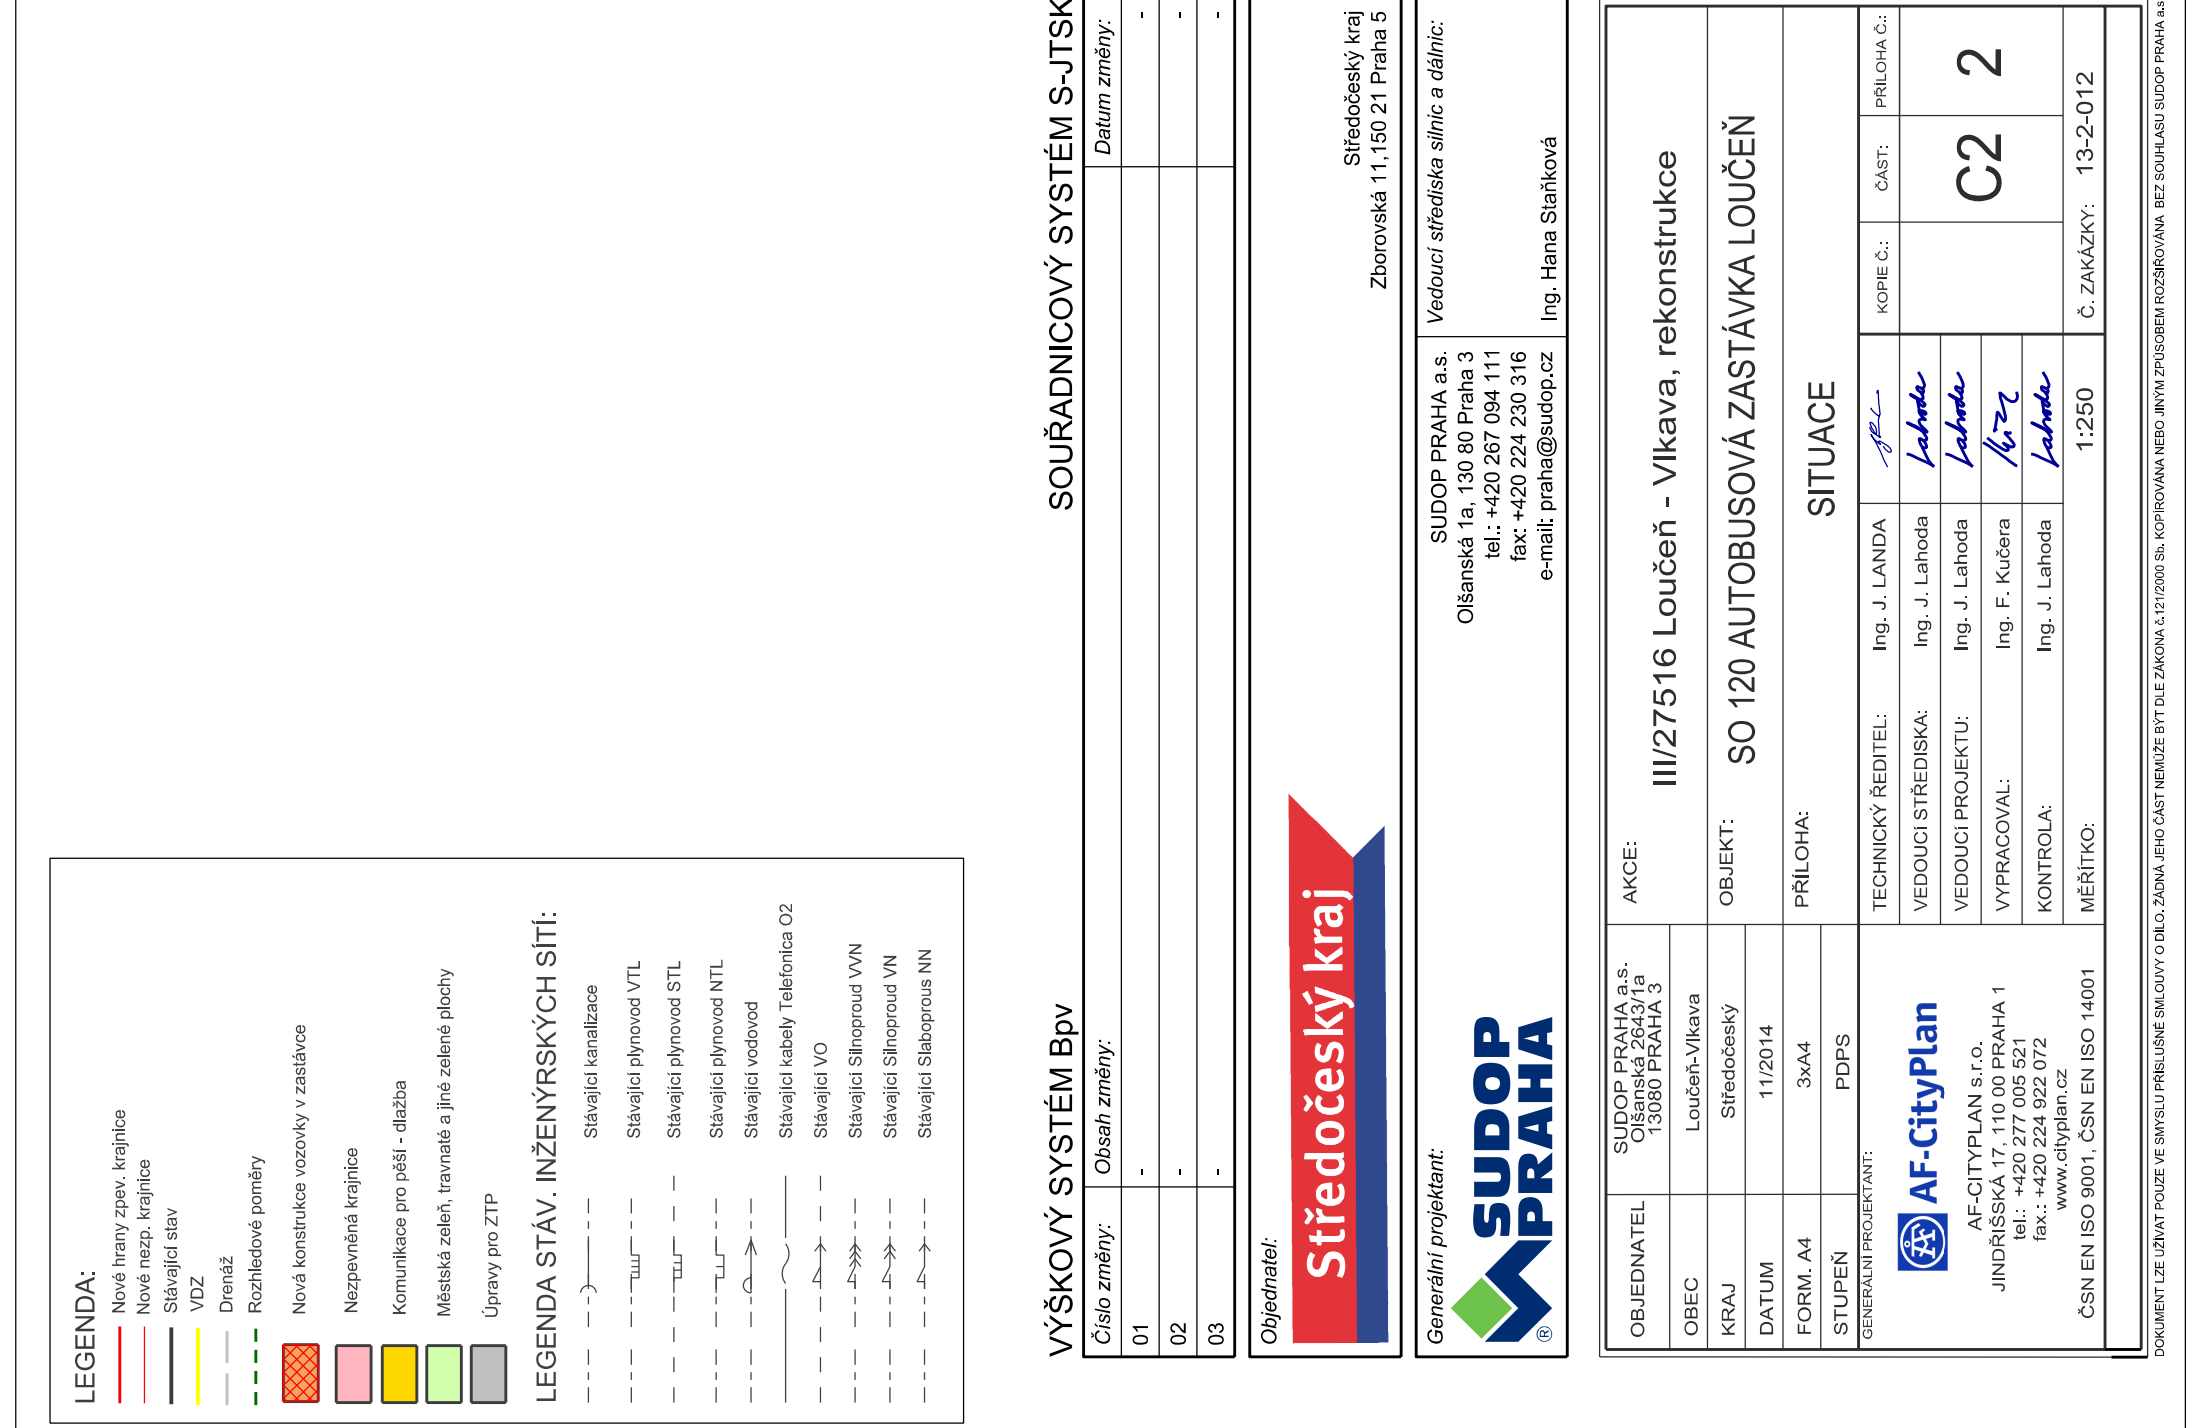 LEGENDA:
Nové hrany zpev. krajnice
Nové nezp. krajnice
Stávající stav
VDZ
Drenáž
Rozhledové poměry
Nová konstrukce vozovky v zastávce
Nezpevněná krajnice
Komunikace pro pěší - dlažba
Městská zeleň, travnaté a jiné zelené plochy
Úpravy pro ZTP
LEGENDA STÁV. INŽENÝRSKÝCH SÍTÍ:
Stávající kanalizace
Stávající plynovod VTL
Stávající plynovod STL
Stávající plynovod NTL
Stávající vodovod
Stávající kabely Telefonica O2
Stávající VO
Stávající Silnoproud VVN
Stávající Silnoproud VN
Stávající Slaboprous NN
VÝŠKOVÝ SYSTÉM Bpv SOUŘADNICOVÝ SYSTÉM S-JTSK
Číslo změny: Obsah změny: Datum změny:
01 - -
02 - -
03 - -
Objednatel:
Středočeský kraj
Středočeský kraj
Zborovská 11,150 21 Praha 5
Generální projektant:
SUDOP
PRAHA
®
SUDOP PRAHA a.s.
Olšanská 1a, 130 80 Praha 3
tel.: +420 267 094 111
fax: +420 224 230 316
e-mail: praha@sudop.cz
Vedoucí střediska silnic a dálnic:
Ing. Hana Staňková
OBJEDNATEL
SUDOP PRAHA a.s.
Olšanská 2643/1a
13080 PRAHA 3
OBEC Loučeň-Vlkava
KRAJ Středočeský
DATUM 11/2014
FORM. A4 3xA4
STUPEŇ PDPS
AKCE:
III/27516 Loučeň - Vlkava, rekonstrukce
OBJEKT:
SO 120 AUTOBUSOVÁ ZASTÁVKA LOUČEŇ
PŘÍLOHA:
SITUACE
GENERÁLNÍ PROJEKTANT:
AF-CityPlan
AF-CITYPLAN s.r.o.
JINDŘIŠSKÁ 17, 110 00 PRAHA 1
tel.: +420 277 005 521
fax.: +420 224 922 072
www.cityplan.cz
ČSN EN ISO 9001, ČSN EN ISO 14001
TECHNICKÝ ŘEDITEL: Ing. J. LANDA
VEDOUCÍ STŘEDISKA: Ing. J. Lahoda Lahoda
VEDOUCÍ PROJEKTU: Ing. J. Lahoda Lahoda
VYPRACOVAL: Ing. F. Kučera
KONTROLA: Ing. J. Lahoda Lahoda
MĚŘÍTKO: 1:250
KOPIE Č.: ČÁST: PŘÍLOHA Č.:
C2 2
Č. ZAKÁZKY: 13-2-012
DOKUMENT LZE UŽÍVAT POUZE VE SMYSLU PŘÍSLUŠNÉ SMLOUVY O DÍLO. ŽÁDNÁ JEHO ČÁST NEMŮŽE BÝT DLE ZÁKONA č.121/2000 Sb. KOPÍROVÁNA NEBO JINÝM ZPŮSOBEM ROZŠIŘOVÁNA BEZ SOUHLASU SUDOP PRAHA a.s